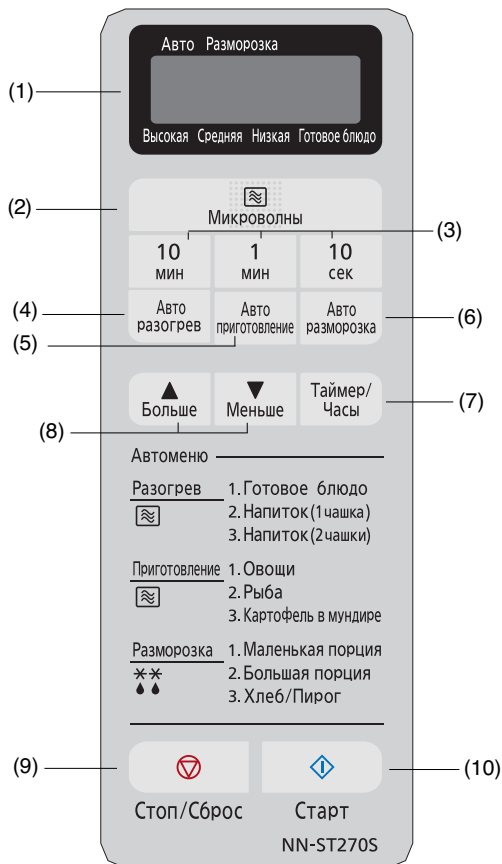 Авто Разморозка
(1)
Высокая Средняя Низкая Готовое блюдо
(2)
Микроволны
(3)
10 мин
1 мин
10 сек
(4)
Авто разогрев
(5)
Авто приготовление
Авто разморозка
(6)
Больше
Меньше
Таймер/Часы
(7)
(8)
Автоменю
Разогрев
1. Готовое блюдо
2. Напиток (1 чашка)
3. Напиток (2 чашки)
Приготовление
1. Овощи
2. Рыба
3. Картофель в мундире
Разморозка
1. Маленькая порция
2. Большая порция
3. Хлеб/Пирог
(9)
(10)
Стоп/Сброс
Старт
NN-ST270S